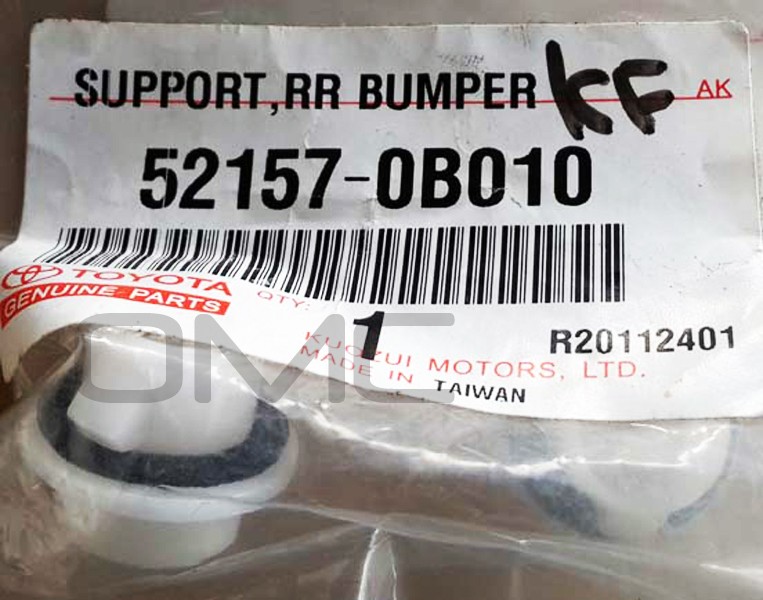 SUPPORT,RR BUMPER KF AK
52157-0B010
TOYOTA
GENUINE PARTS
QTY:
1
R20112401
KUOZUI MOTORS, LTD.
MADE IN TAIWAN
OMC